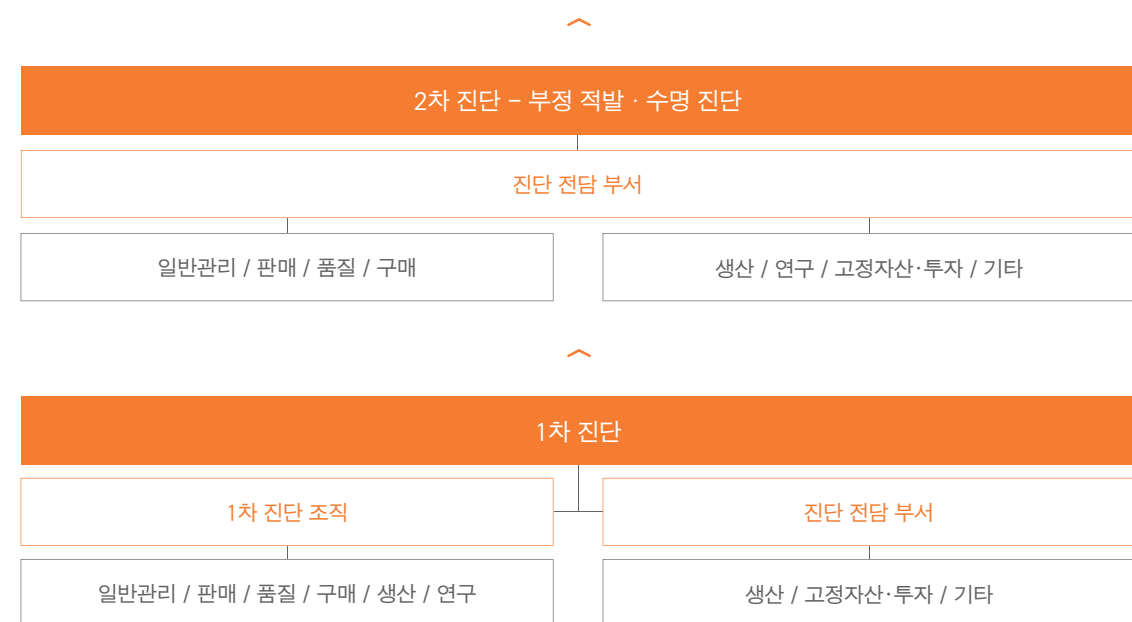 2차 진단 – 부정 적발 · 수명 진단
진단 전담 부서
일반관리 / 판매 / 품질 / 구매
생산 / 연구 / 고정자산·투자 / 기타
1차 진단
1차 진단 조직
진단 전담 부서
일반관리 / 판매 / 품질 / 구매 / 생산 / 연구
생산 / 고정자산·투자 / 기타